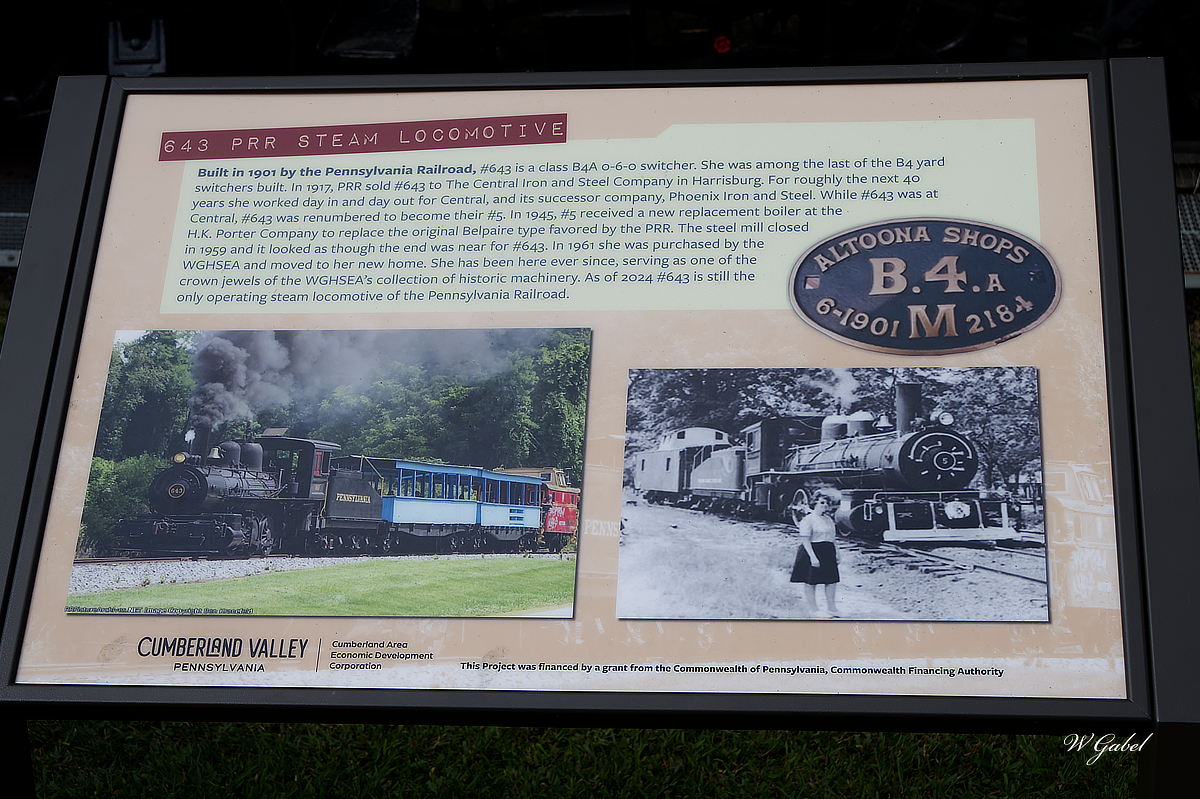 643 PRR STEAM LOCOMOTIVE
Built in 1901 by the Pennsylvania Railroad, #643 is a class B4A 0-6-0 switcher. She was among the last of the B4 yard
switchers built. In 1917, PRR sold #643 to The Central Iron and Steel Company in Harrisburg. For roughly the next 40
years she worked day in and day out for Central, and its successor company, Phoenix Iron and Steel. While #643 was at
Central, #643 was renumbered to become their #5. In 1945, #5 received a new replacement boiler at the
H.K. Porter Company to replace the original Belpaire type favored by the PRR. The steel mill closed
in 1959 and it looked as though the end was near for #643. In 1961 she was purchased by the
WGHSEA and moved to her new home. She has been here ever since, serving as one of the
crown jewels of the WGHSEA's collection of historic machinery. As of 2024 #643 is still the
only operating steam locomotive of the Pennsylvania Railroad.
ALTOONA SHOPS
B.4.A
6-1901 M 2184
643
PENNSYLVANIA
5
PENNS
RRPictureArchives.NET Image Copyright
CUMBERLAND VALLEY
PENNSYLVANIA
Cumberland Area
Economic Development
Corporation
This Project was financed by a grant from the Commonwealth of Pennsylvania, Commonwealth Financing Authority
W Gabel